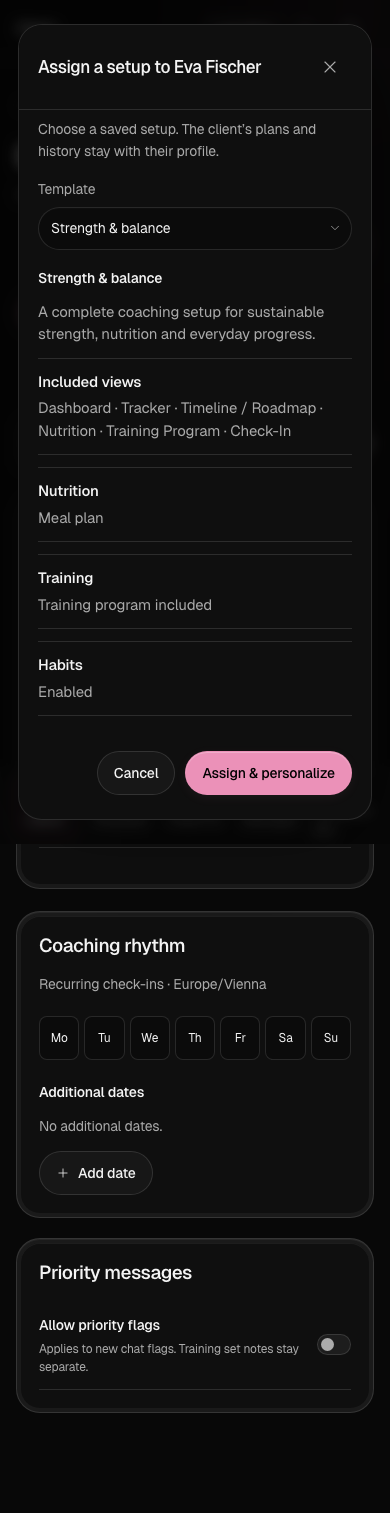 Assign a setup to Eva Fischer
Choose a saved setup. The client's plans and
history stay with their profile.
Template
Strength & balance
Strength & balance
A complete coaching setup for sustainable
strength, nutrition and everyday progress.
Included views
Dashboard · Tracker · Timeline / Roadmap ·
Nutrition · Training Program · Check-In
Nutrition
Meal plan
Training
Training program included
Habits
Enabled
Cancel
Assign & personalize
Coaching rhythm
Recurring check-ins · Europe/Vienna
Mo Tu We Th Fr Sa Su
Additional dates
No additional dates.
+ Add date
Priority messages
Allow priority flags
Applies to new chat flags. Training set notes stay
separate.